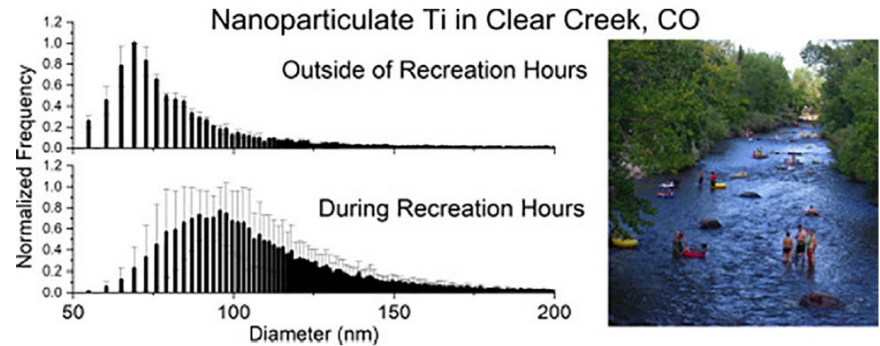 Nanoparticulate Ti in Clear Creek, CO
Normalized Frequency
1.2
1.0
0.8
0.6
0.4
0.2
0.0
Outside of Recreation Hours
1.2
1.0
0.8
0.6
0.4
0.2
0.0
During Recreation Hours
50 100 150 200
Diameter (nm)